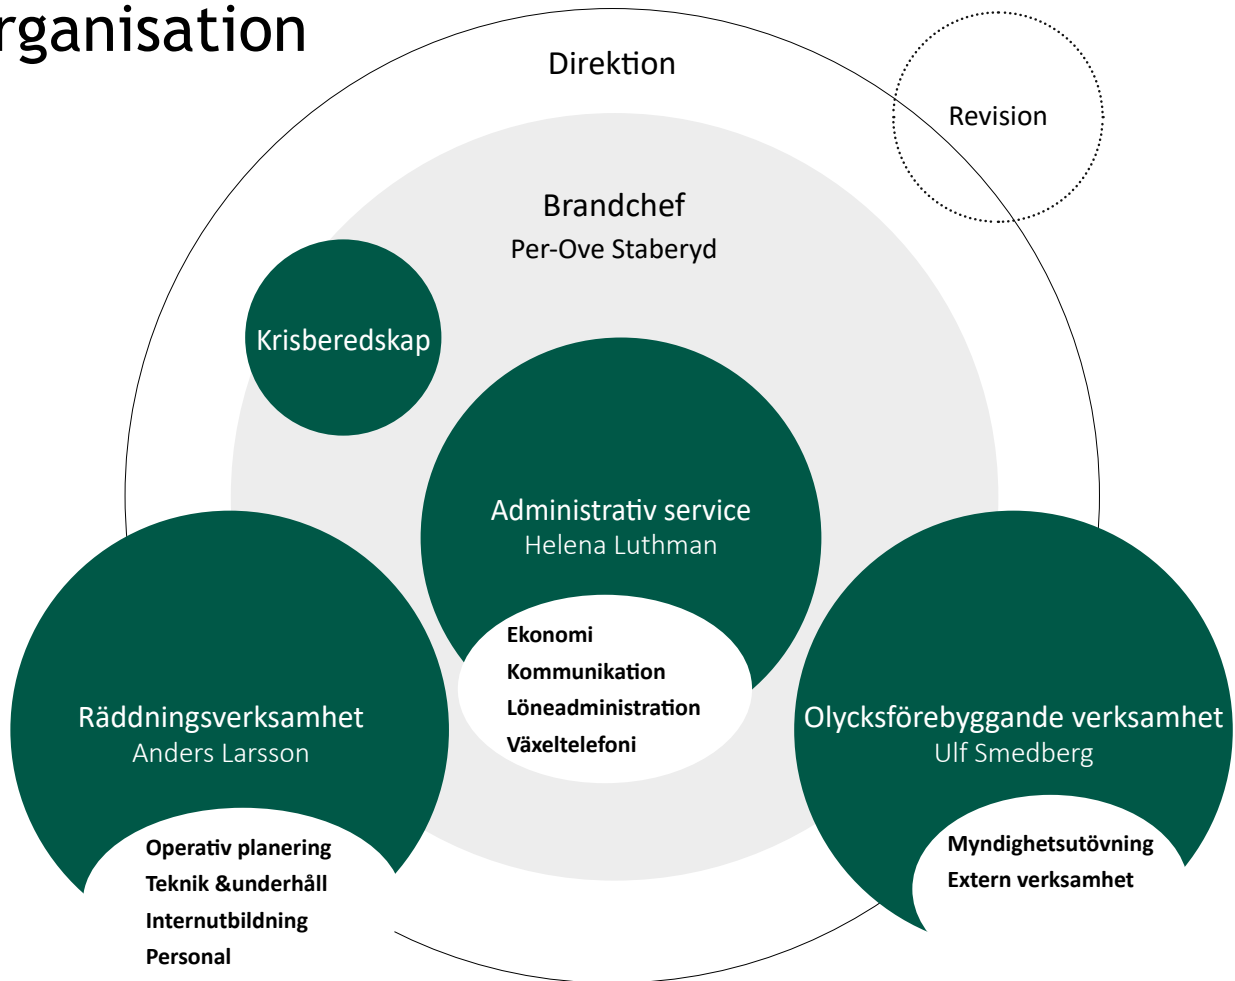 rganisation
Direktion
Revision
Brandchef
Per-Ove Staberyd
Krisberedskap
Administrativ service
Helena Luthman
Ekonomi
Kommunikation
Löneadministration
Växeltelefoni
Räddningsverksamhet
Anders Larsson
Operativ planering
Teknik &underhåll
Internutbildning
Personal
Olycksförebyggande verksamhet
Ulf Smedberg
Myndighetsutövning
Extern verksamhet